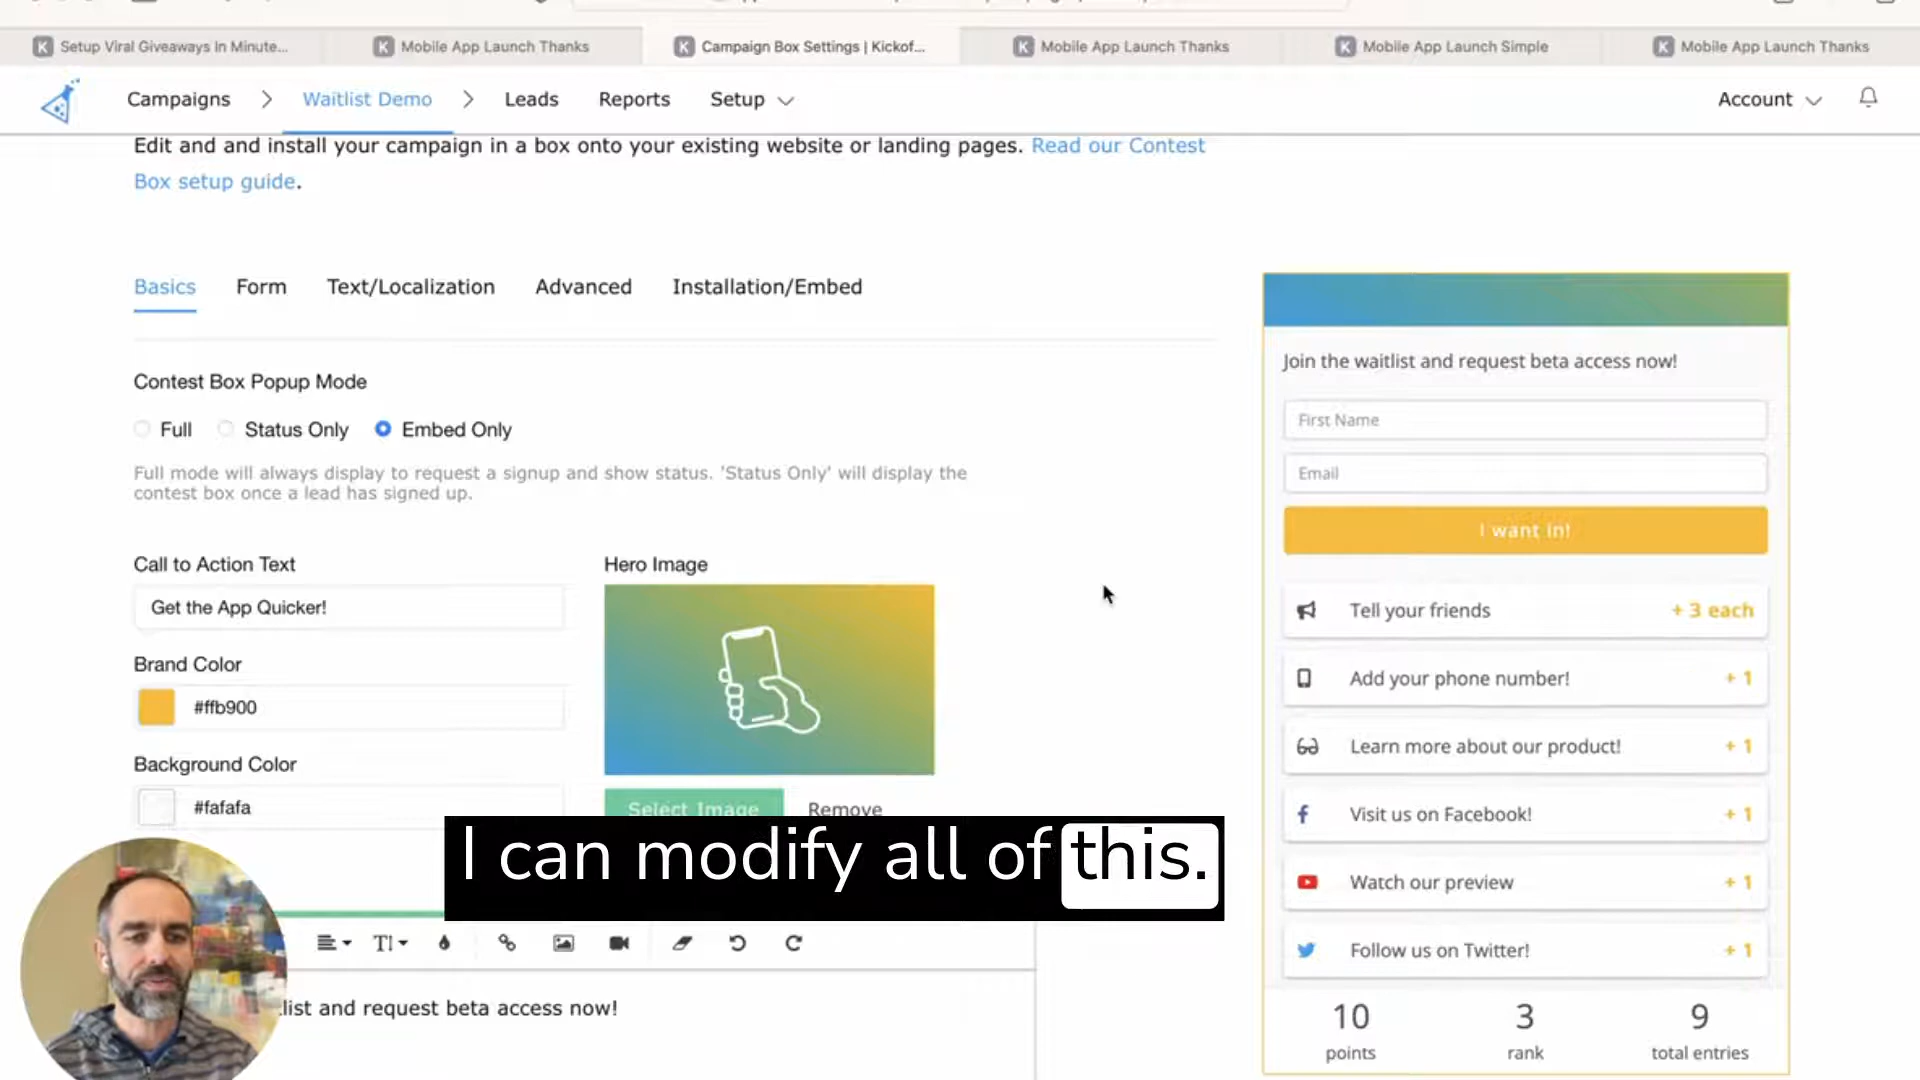 Setup Viral Giveaways In Minute...
Mobile App Launch Thanks
Campaign Box Settings | Kickof...
Mobile App Launch Thanks
Mobile App Launch Simple
Mobile App Launch Thanks
Campaigns
Waitlist Demo
Leads
Reports
Setup
Account
Edit and and install your campaign in a box onto your existing website or landing pages. Read our Contest
Box setup guide.
Basics
Form
Text/Localization
Advanced
Installation/Embed
Contest Box Popup Mode
Full
Status Only
Embed Only
Full mode will always display to request a signup and show status. 'Status Only' will display the
contest box once a lead has signed up.
Call to Action Text
Get the App Quicker!
Brand Color
#ffb900
Background Color
#fafafa
Hero Image
Select Image
Remove
I can modify all of this.
list and request beta access now!
Join the waitlist and request beta access now!
First Name
Email
I want in!
Tell your friends + 3 each
Add your phone number! + 1
Learn more about our product! + 1
Visit us on Facebook! + 1
Watch our preview + 1
Follow us on Twitter! + 1
10 3 9
points rank total entries